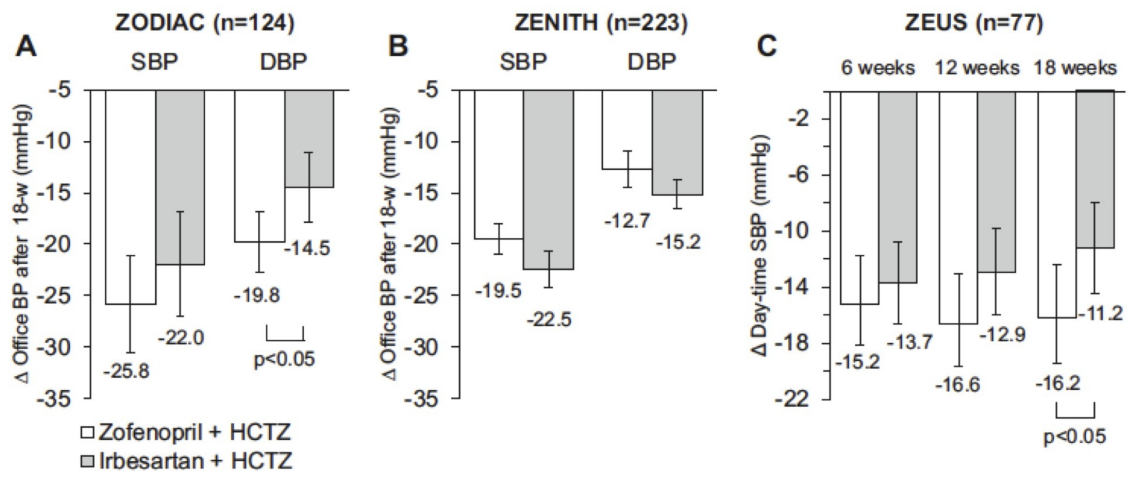 ZODIAC (n=124)
A
SBP DBP
Δ Office BP after 18-w (mmHg)
-5
-10
-15
-20
-25
-30
-35
-25.8
-22.0
-19.8
-14.5
p<0.05
ZENITH (n=223)
B
SBP DBP
Δ Office BP after 18-w (mmHg)
-5
-10
-15
-20
-25
-30
-35
-19.5
-22.5
-12.7
-15.2
ZEUS (n=77)
C
6 weeks 12 weeks 18 weeks
Δ Day-time SBP (mmHg)
-2
-6
-10
-14
-18
-22
-15.2
-13.7
-16.6
-12.9
-16.2
-11.2
p<0.05
Zofenopril + HCTZ
Irbesartan + HCTZ